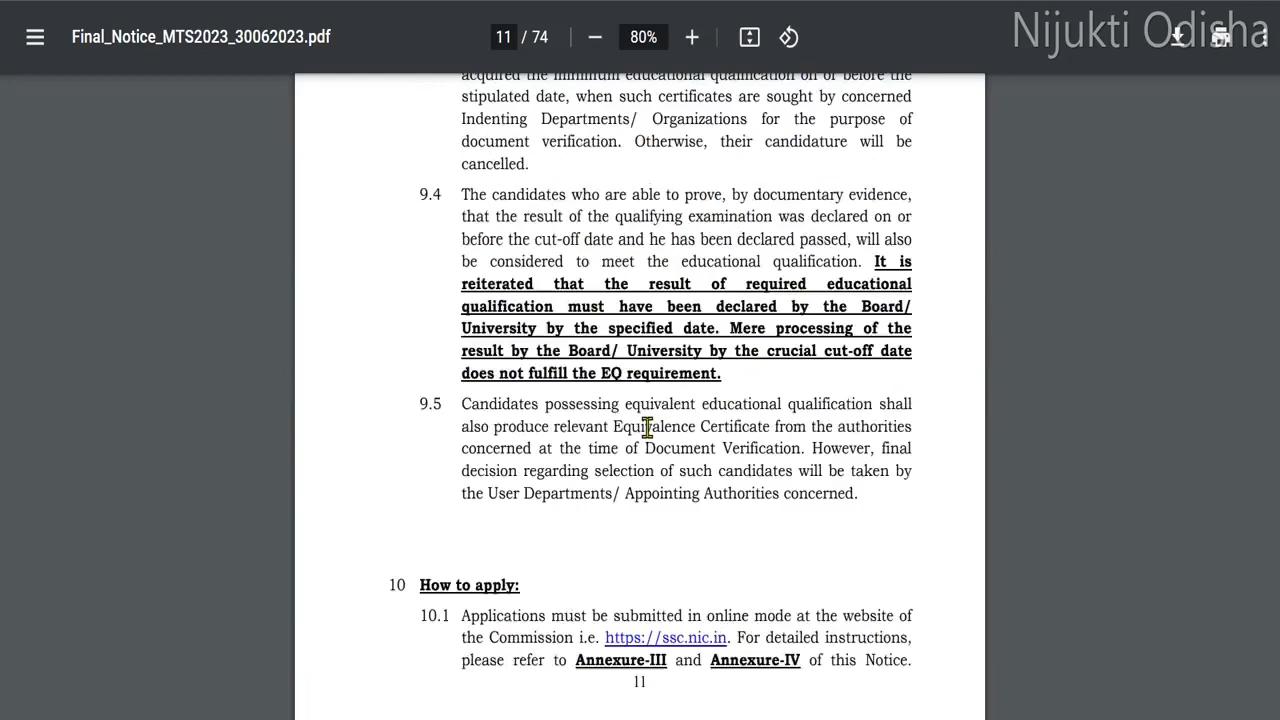 Final_Notice_MTS2023_30062023.pdf
11 / 74
80%
Nijukti Odisha
acquired the minimum educational qualification on or before the
stipulated date, when such certificates are sought by concerned
Indenting Departments/ Organizations for the purpose of
document verification. Otherwise, their candidature will be
cancelled.
9.4 The candidates who are able to prove, by documentary evidence,
that the result of the qualifying examination was declared on or
before the cut-off date and he has been declared passed, will also
be considered to meet the educational qualification. It is
reiterated that the result of required educational
qualification must have been declared by the Board/
University by the specified date. Mere processing of the
result by the Board/ University by the crucial cut-off date
does not fulfill the EQ requirement.
9.5 Candidates possessing equivalent educational qualification shall
also produce relevant Equivalence Certificate from the authorities
concerned at the time of Document Verification. However, final
decision regarding selection of such candidates will be taken by
the User Departments/ Appointing Authorities concerned.
10 How to apply:
10.1 Applications must be submitted in online mode at the website of
the Commission i.e. https://ssc.nic.in. For detailed instructions,
please refer to Annexure-III and Annexure-IV of this Notice.
11